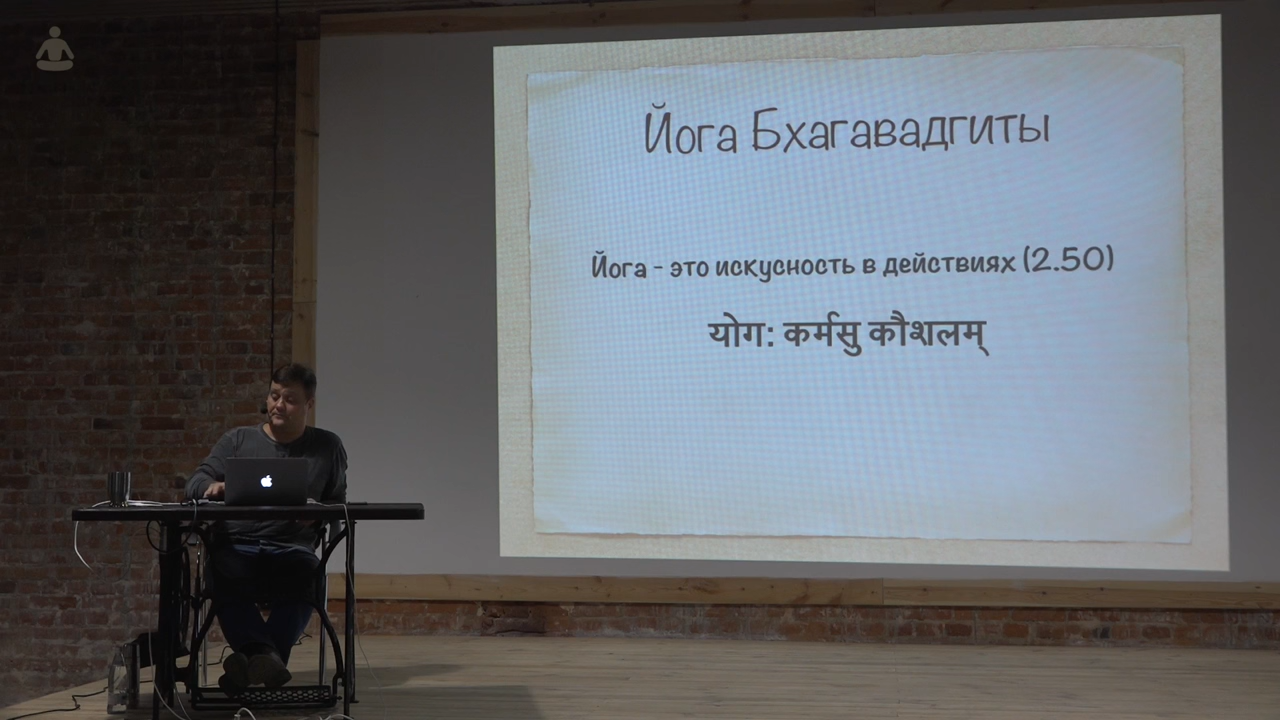 Йога Бхагавадгиты
Йога - это искусность в действиях (2.50)
योग: कर्मसु कौशलम्